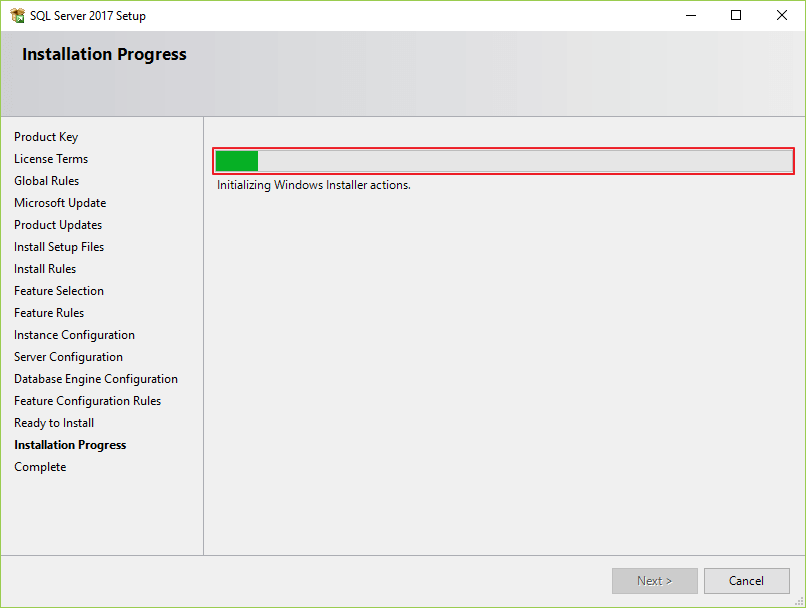 SQL Server 2017 Setup
Installation Progress
Product Key
License Terms
Global Rules
Microsoft Update
Product Updates
Install Setup Files
Install Rules
Feature Selection
Feature Rules
Instance Configuration
Server Configuration
Database Engine Configuration
Feature Configuration Rules
Ready to Install
Installation Progress
Complete
Initializing Windows Installer actions.
Next >
Cancel